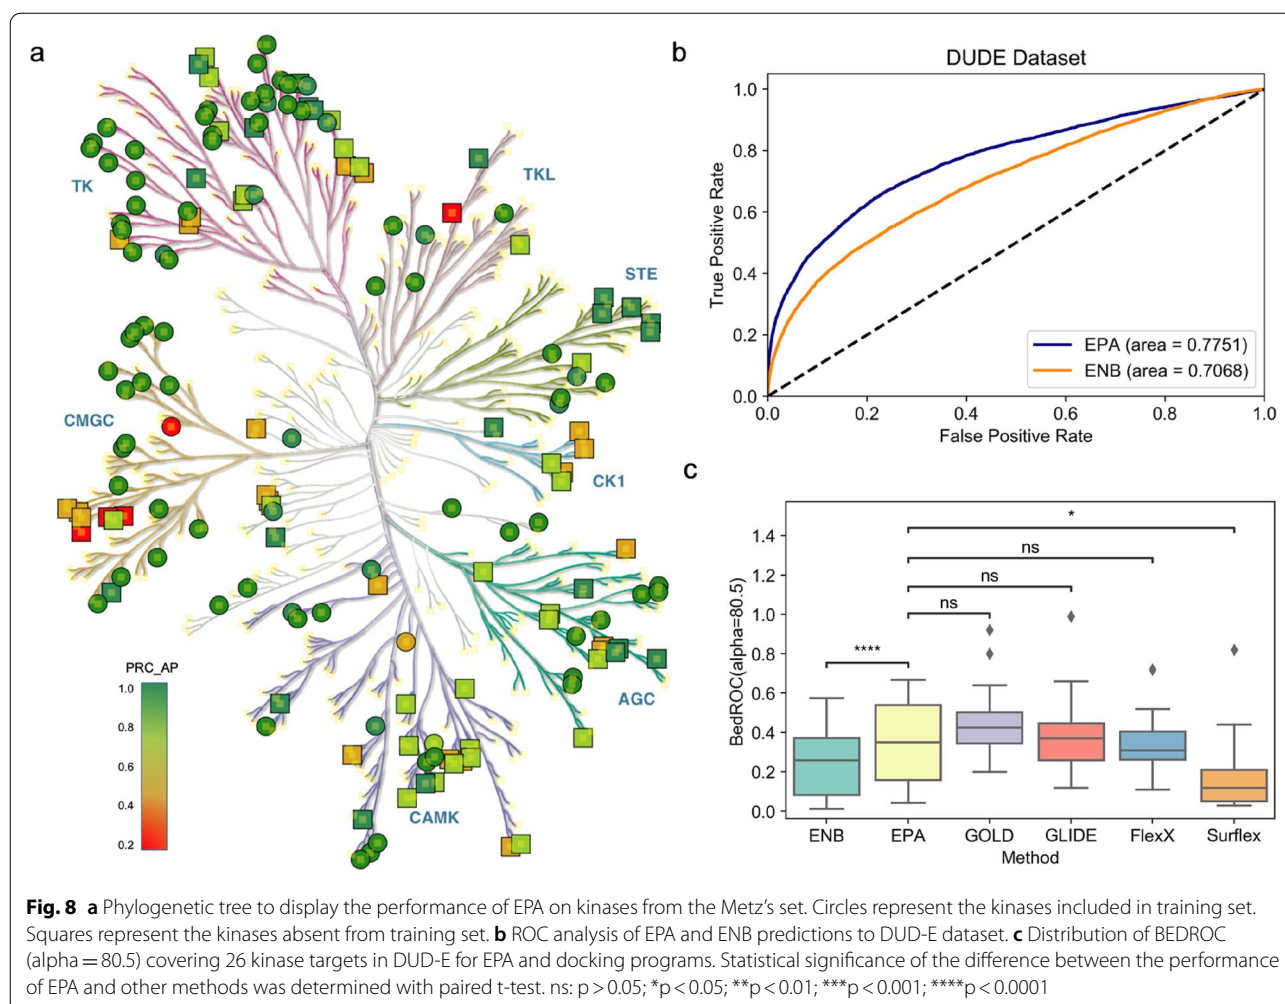 a
TK
TKL
STE
CMGC
CK1
AGC
CAMK
PRC_AP
1.0
0.8
0.6
0.4
0.2
b
DUDE Dataset
True Positive Rate
1.0
0.8
0.6
0.4
0.2
0.0
EPA (area = 0.7751)
ENB (area = 0.7068)
0.0 0.2 0.4 0.6 0.8 1.0
False Positive Rate
c
BedROC(alpha=80.5)
1.4
1.2
1.0
0.8
0.6
0.4
0.2
0.0
*
ns
ns
ns
****
ENB EPA GOLD GLIDE FlexX Surflex
Method
Fig. 8 a Phylogenetic tree to display the performance of EPA on kinases from the Metz's set. Circles represent the kinases included in training set.
Squares represent the kinases absent from training set. b ROC analysis of EPA and ENB predictions to DUD-E dataset. c Distribution of BEDROC
(alpha = 80.5) covering 26 kinase targets in DUD-E for EPA and docking programs. Statistical significance of the difference between the performance
of EPA and other methods was determined with paired t-test. ns: p > 0.05; *p < 0.05; **p < 0.01; ***p < 0.001; ****p < 0.0001